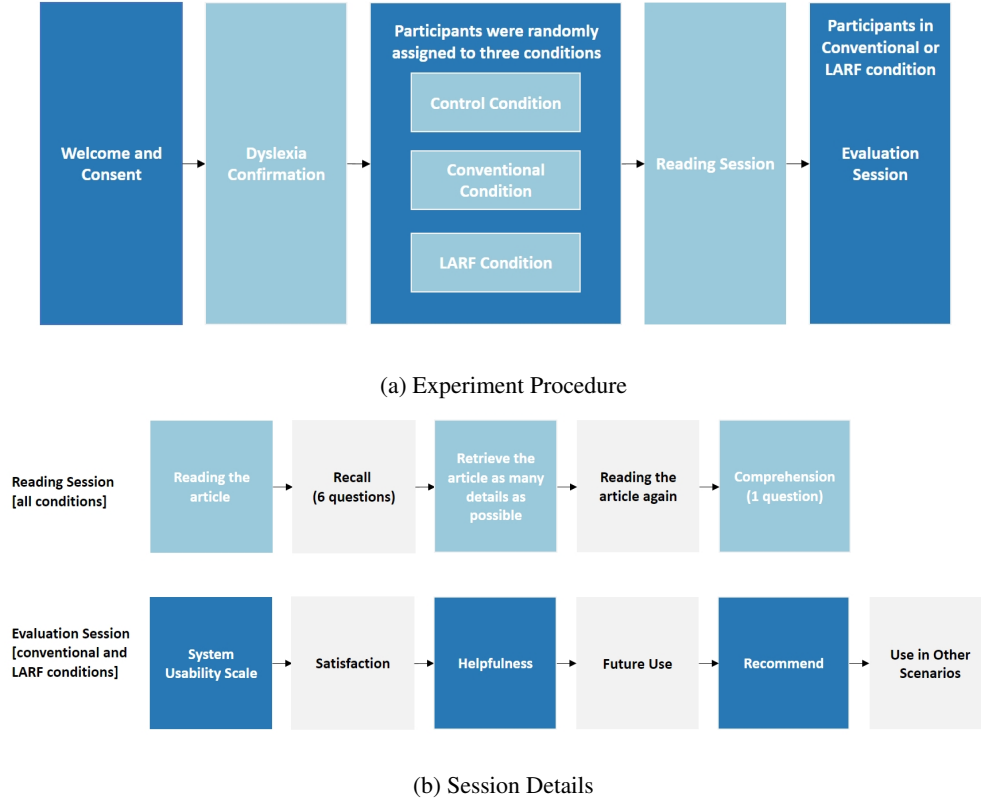 Welcome and
Consent
Dyslexia
Confirmation
Participants were randomly
assigned to three conditions
Control Condition
Conventional
Condition
LARF Condition
Reading Session
Participants in
Conventional or
LARF condition
Evaluation
Session
(a) Experiment Procedure
Reading Session
[all conditions]
Reading the
article
Recall
(6 questions)
Retrieve the
article as many
details as
possible
Reading the
article again
Comprehension
(1 question)
Evaluation Session
[conventional and
LARF conditions]
System
Usability Scale
Satisfaction
Helpfulness
Future Use
Recommend
Use in Other
Scenarios
(b) Session Details